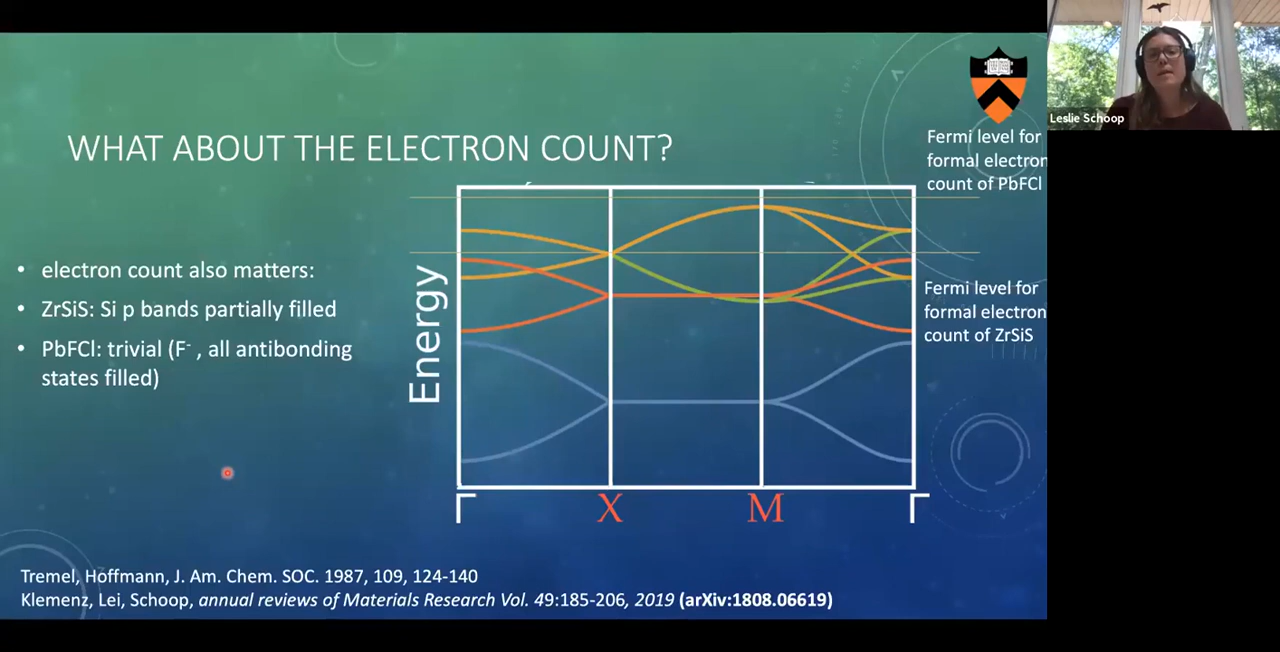 Leslie Schoop
WHAT ABOUT THE ELECTRON COUNT?
Fermi level for
formal electron
count of PbFCl
• electron count also matters:
• ZrSiS: Si p bands partially filled
• PbFCl: trivial (F⁻ , all antibonding
states filled)
Energy
Fermi level for
formal electron
count of ZrSiS
Γ X M Γ
Tremel, Hoffmann, J. Am. Chem. SOC. 1987, 109, 124-140
Klemenz, Lei, Schoop, annual reviews of Materials Research Vol. 49:185-206, 2019 (arXiv:1808.06619)